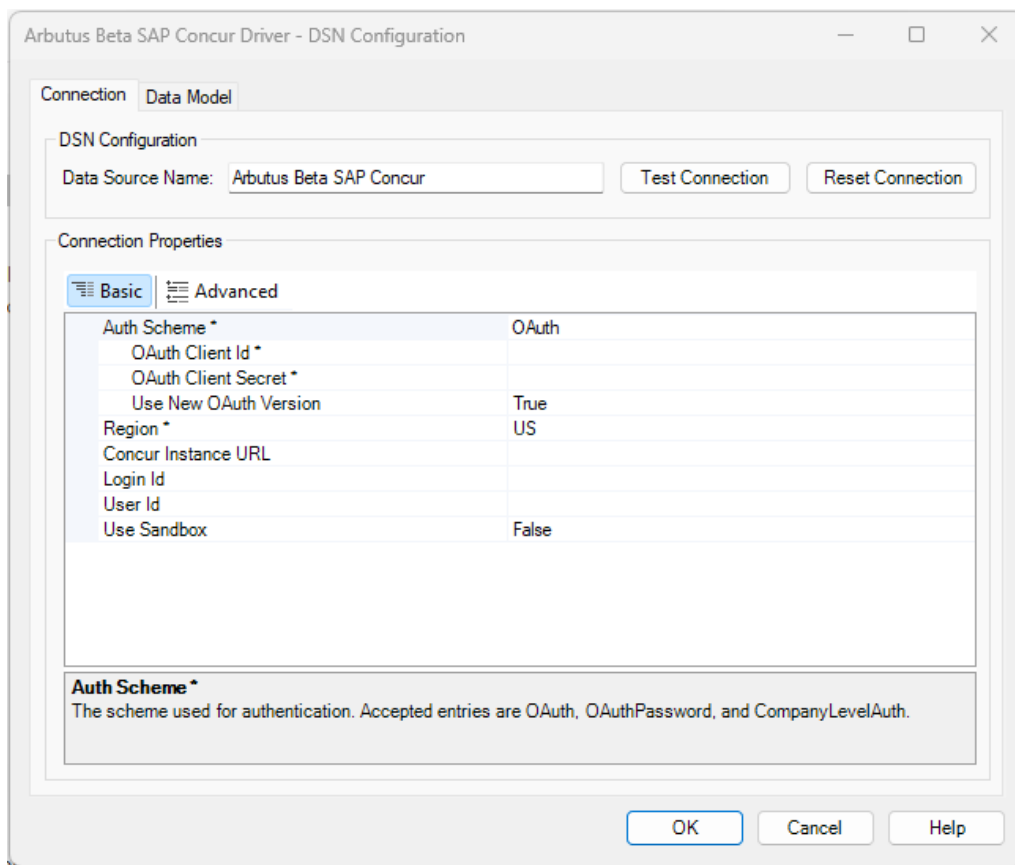 Arbutus Beta SAP Concur Driver - DSN Configuration
Connection Data Model
DSN Configuration
Data Source Name: Arbutus Beta SAP Concur Test Connection Reset Connection
Connection Properties
Basic Advanced
Auth Scheme * OAuth
OAuth Client Id *
OAuth Client Secret *
Use New OAuth Version True
Region * US
Concur Instance URL
Login Id
User Id
Use Sandbox False
Auth Scheme *
The scheme used for authentication. Accepted entries are OAuth, OAuthPassword, and CompanyLevelAuth.
OK Cancel Help